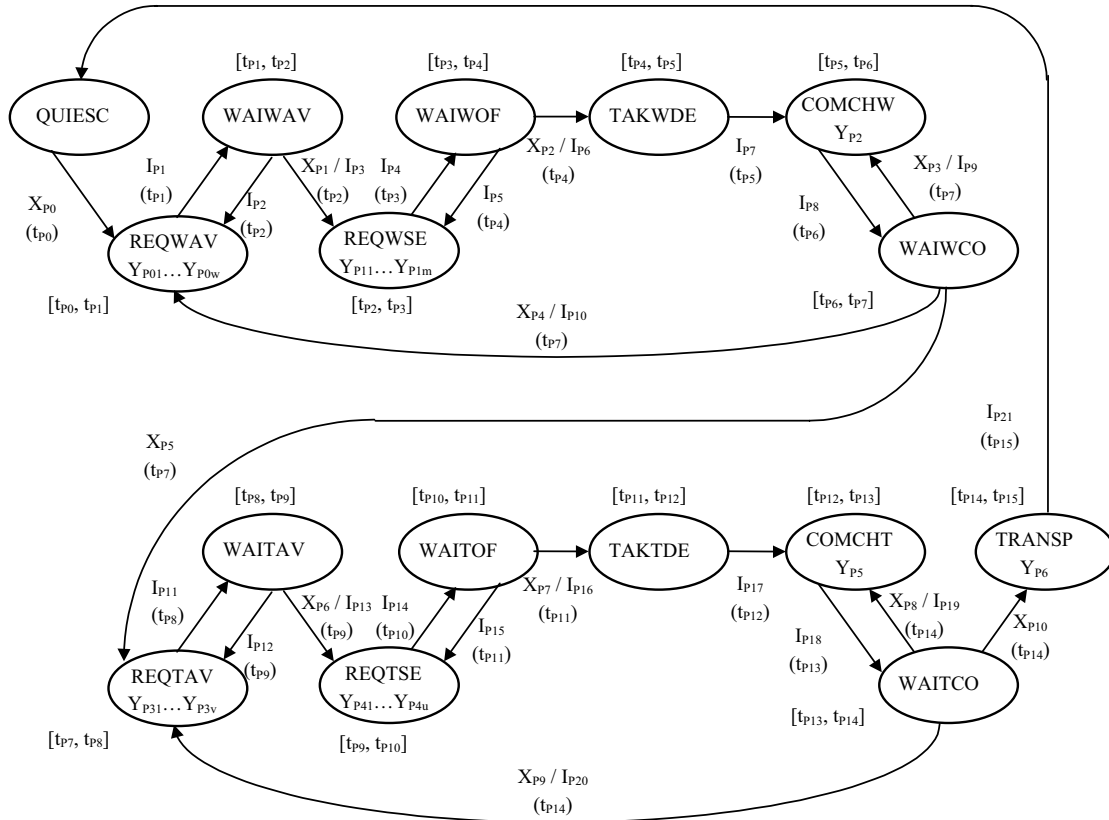 [tP1, tP2]
[tP3, tP4]
[tP4, tP5]
[tP5, tP6]
QUIESC
WAIWAV
WAIWOF
TAKWDE
COMCHW
YP2
XP0
(tP0)
IP1
(tP1)
IP2
(tP2)
XP1 / IP3
(tP2)
IP4
(tP3)
IP5
(tP4)
XP2 / IP6
(tP4)
IP7
(tP5)
IP8
(tP6)
XP3 / IP9
(tP7)
REQWAV
YP01…YP0w
REQWSE
YP11…YP1m
WAIWCO
[tP0, tP1]
[tP2, tP3]
[tP6, tP7]
XP4 / IP10
(tP7)
XP5
(tP7)
IP21
(tP15)
[tP8, tP9]
[tP10, tP11]
[tP11, tP12]
[tP12, tP13]
[tP14, tP15]
WAITAV
WAITOF
TAKTDE
COMCHT
YP5
TRANSP
YP6
IP11
(tP8)
IP12
(tP9)
XP6 / IP13
(tP9)
IP14
(tP10)
IP15
(tP11)
XP7 / IP16
(tP11)
IP17
(tP12)
IP18
(tP13)
XP8 / IP19
(tP14)
XP10
(tP14)
REQTAV
YP31…YP3v
REQTSE
YP41…YP4u
WAITCO
[tP7, tP8]
[tP9, tP10]
[tP13, tP14]
XP9 / IP20
(tP14)